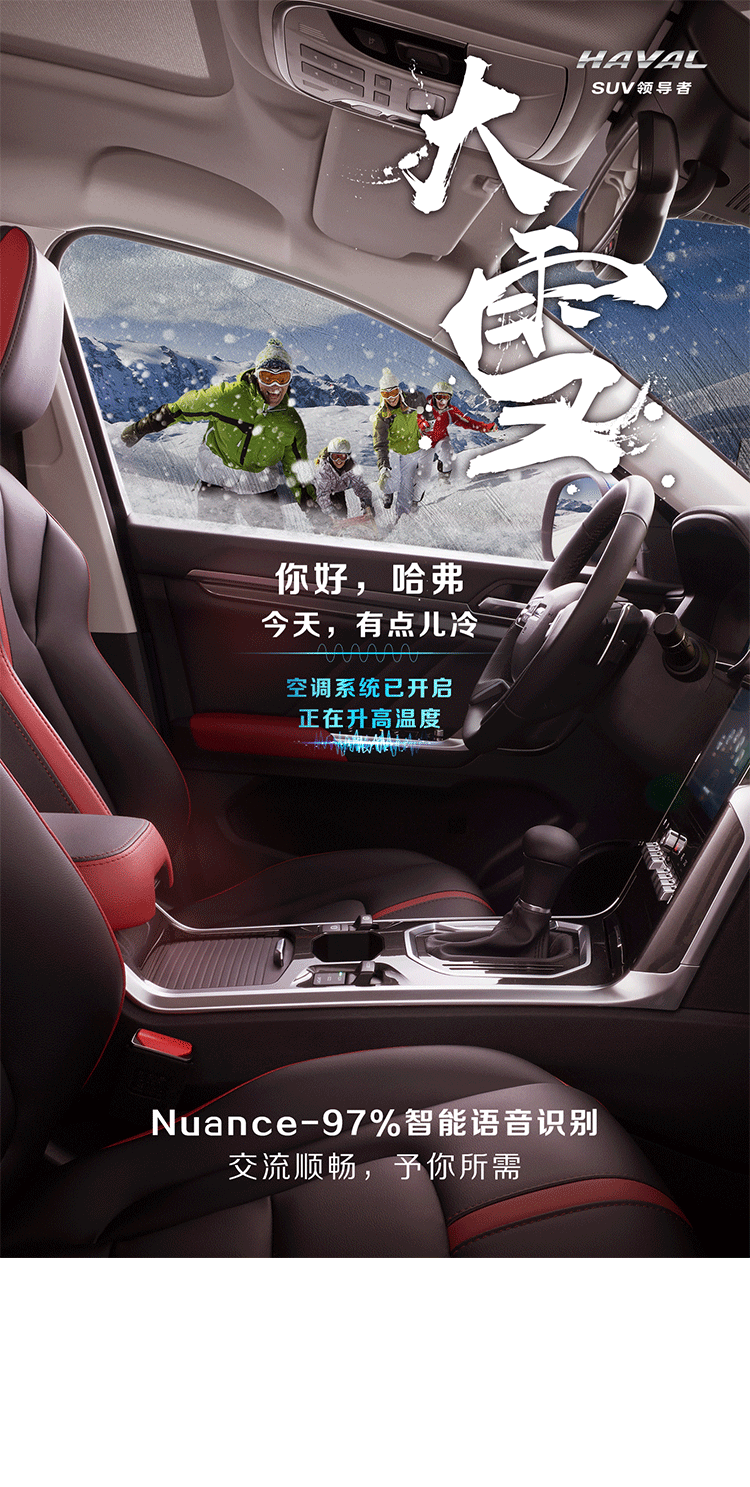 HAVAL
SUV领导者
大雪
你好，哈弗
今天，有点儿冷
空调系统已开启
正在升高温度
Nuance-97%智能语音识别
交流顺畅，予你所需